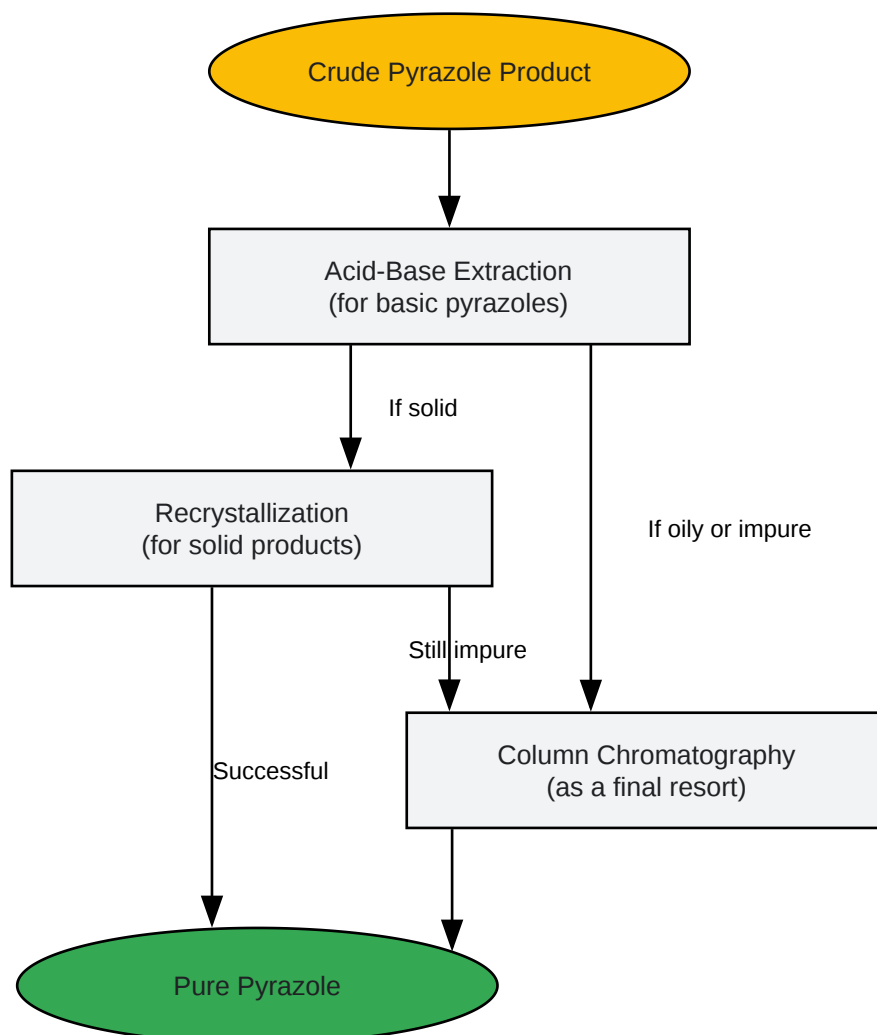 Crude Pyrazole Product
Acid-Base Extraction
(for basic pyrazoles)
If solid
Recrystallization
(for solid products)
If oily or impure
Still impure
Column Chromatography
(as a final resort)
Successful
Pure Pyrazole